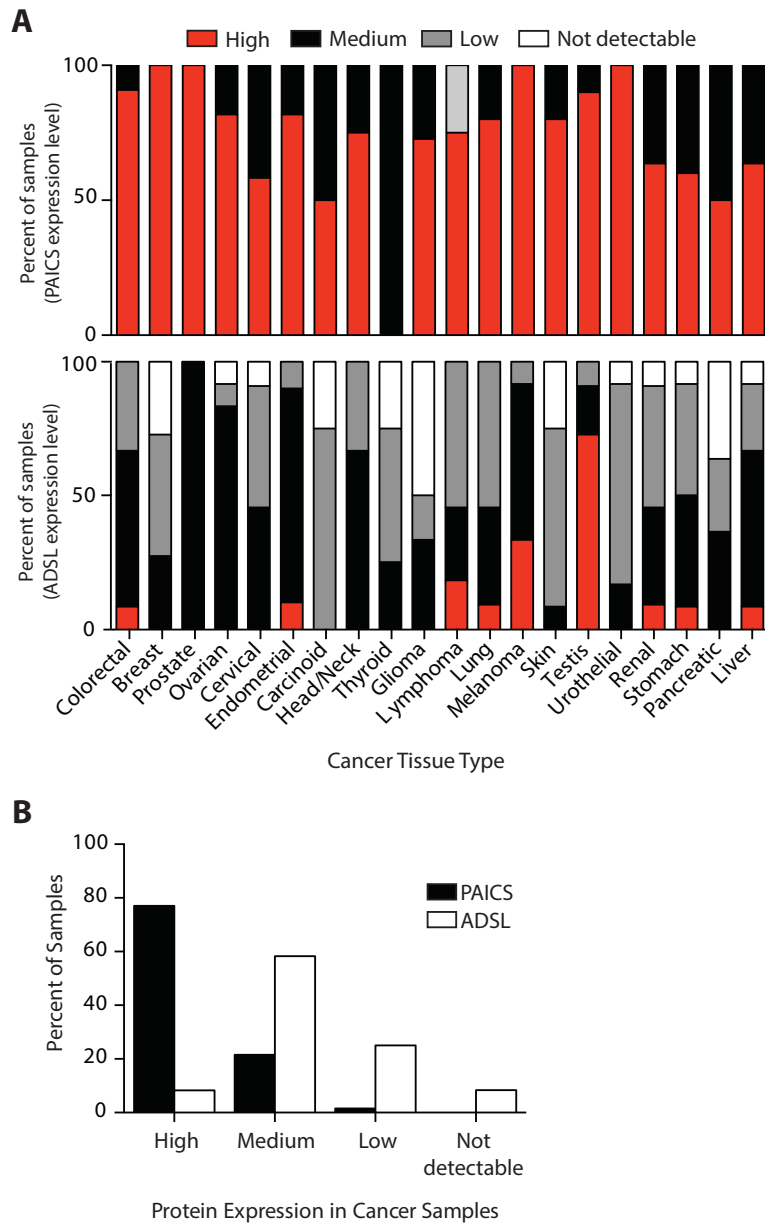 A
High Medium Low Not detectable
Percent of samples
(PAICS expression level)
100
50
0
Percent of samples
(ADSL expression level)
100
50
0
Colorectal
Breast
Prostate
Ovarian
Cervical
Endometrial
Carcinoid
Head/Neck
Thyroid
Glioma
Lymphoma
Lung
Melanoma
Skin
Testis
Urothelial
Renal
Stomach
Pancreatic
Liver
Cancer Tissue Type
B
Percent of Samples
100
80
60
40
20
0
PAICS
ADSL
High Medium Low Not
detectable
Protein Expression in Cancer Samples